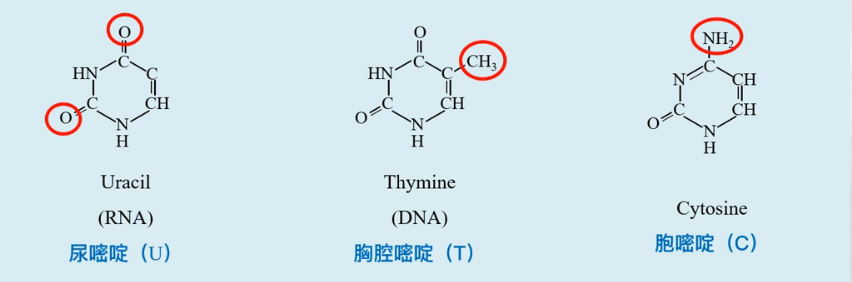 O
C
HN
C
C
CH
O
N
H
Uracil
(RNA)
尿嘧啶（U）
O
C
CH₃
HN
C
C
CH
O
N
H
Thymine
(DNA)
胸腔嘧啶（T）
NH₂
C
N
CH
C
CH
O
N
H
Cytosine
胞嘧啶（C）